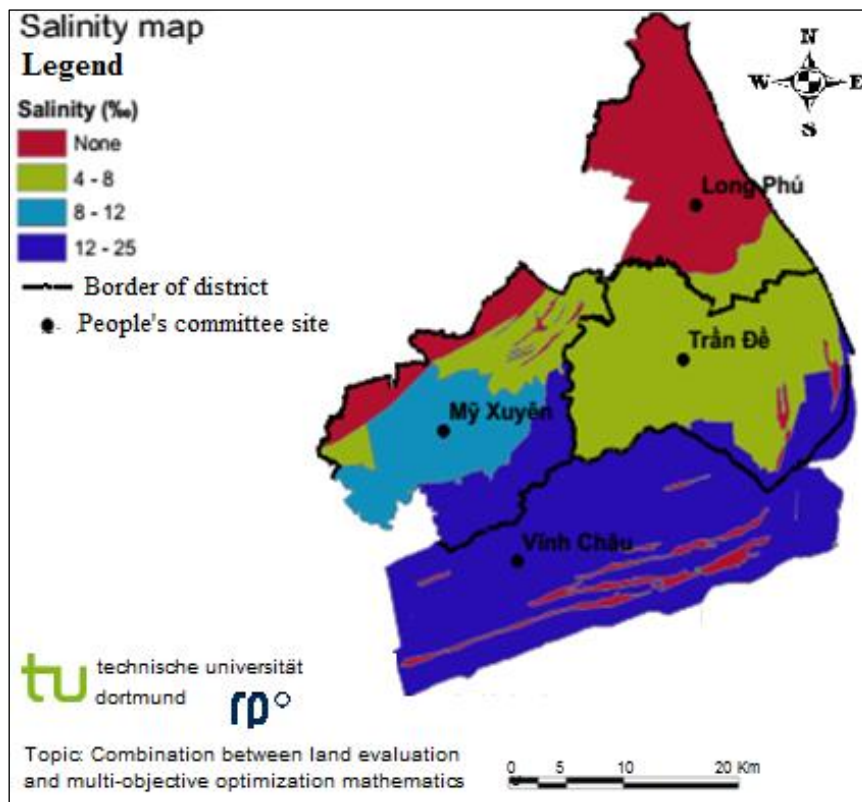 Salinity map
Legend
Salinity (‰)
None
4 - 8
8 - 12
12 - 25
Border of district
People's committee site
N
W E
S
Long Phú
Trần Đề
Mỹ Xuyên
Vĩnh Châu
tu technische universität
dortmund rp
Topic: Combination between land evaluation
and multi-objective optimization mathematics
0 5 10 20 Km